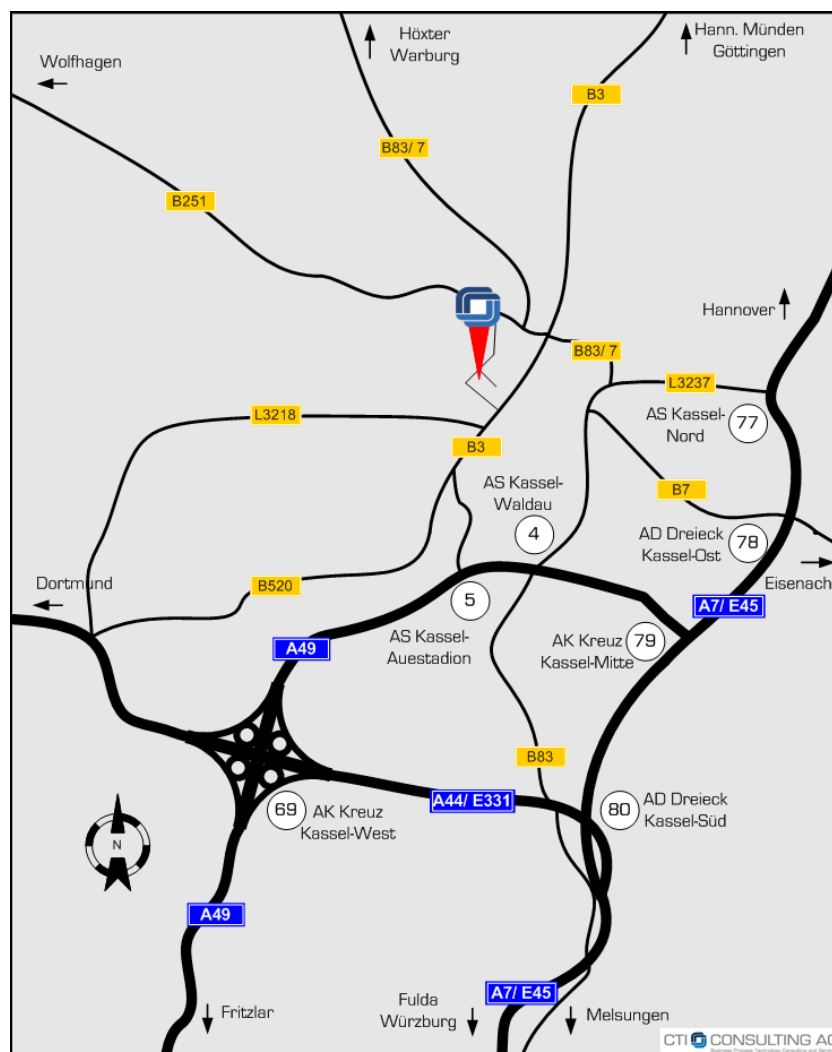 Höxter
Warburg
Hann. Münden
Göttingen
Wolfhagen
B3
B83/ 7
B251
Hannover
B83/ 7
L3237
L3218
AS Kassel-
Nord
77
B3
AS Kassel-
Waldau
4
B7
AD Dreieck
Kassel-Ost
78
Dortmund
B520
Eisenach
5
A7/ E45
AS Kassel-
Auestadion
A49
AK Kreuz
Kassel-Mitte
79
B83
A44/ E331
69
AK Kreuz
Kassel-West
80
AD Dreieck
Kassel-Süd
N
A49
A7/ E45
Fritzlar
Fulda
Würzburg
Melsungen
CTI CONSULTING AG